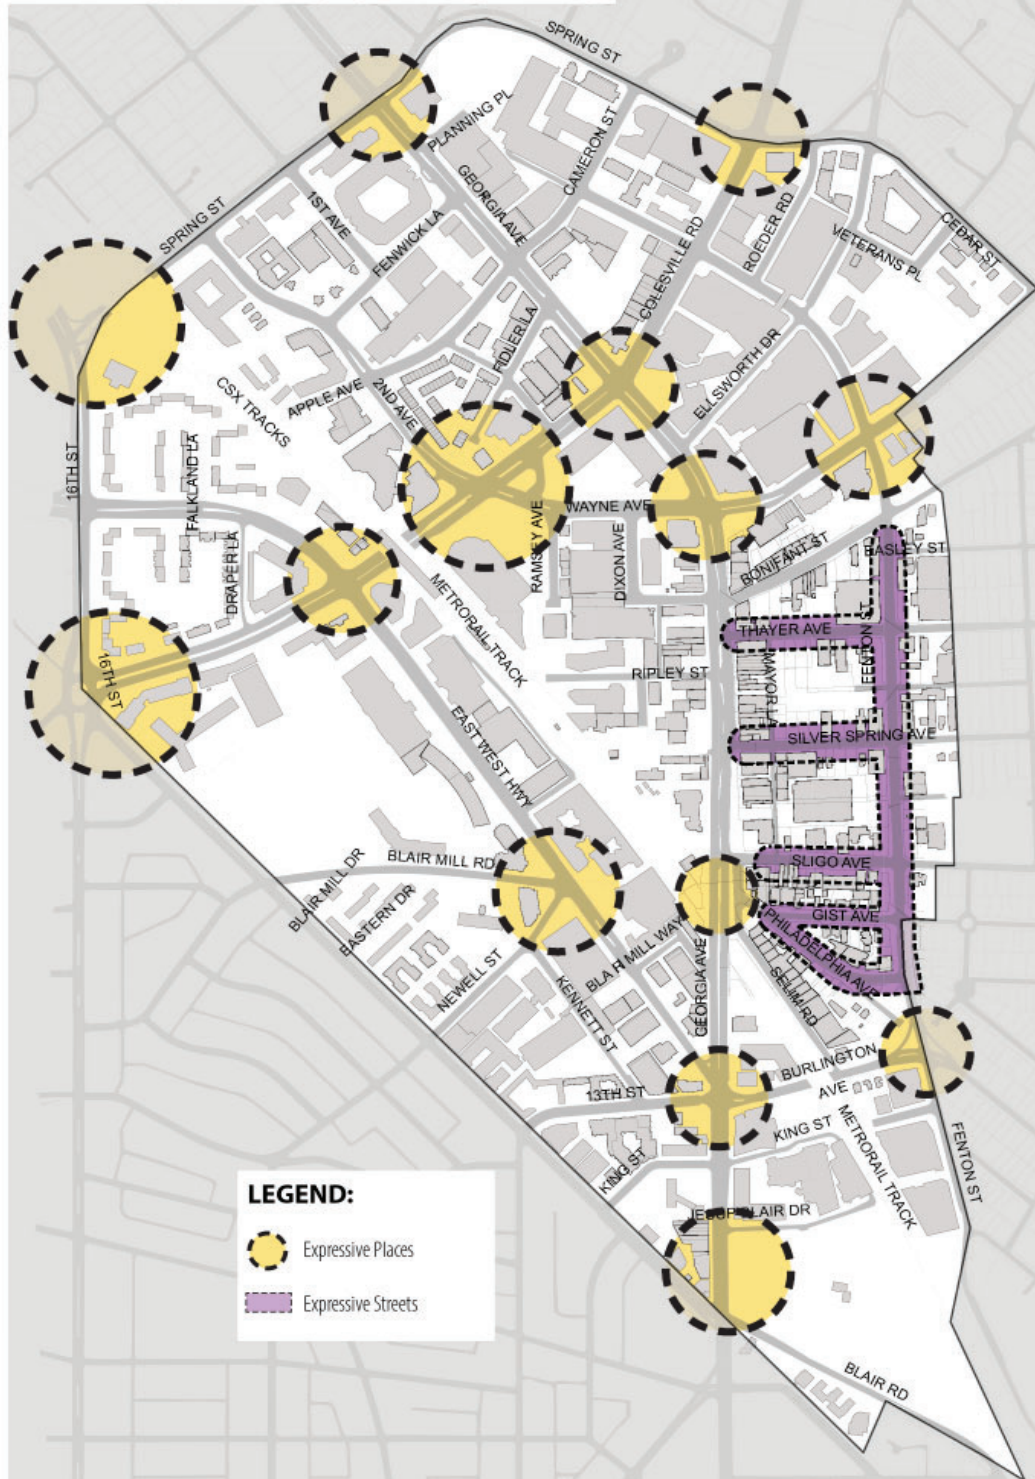 SPRING ST
PLANNING PL
CAMERON ST
GEORGIA AVE
1ST AVE
SPRING ST
FENWICK LA
COLESVILLE RD
ROEDER RD
VETERANS PL
CEDAR ST
FIDLER LA
ELLSWORTH DR
APPLE AVE
2ND AVE
CSX TRACKS
16TH ST
FALKLAND LA
DRAPER LA
RAMSEY AVE
WAYNE AVE
DIXON AVE
BONIFANT ST
EASLEY ST
METRORAIL TRACK
THAYER AVE
FENTON ST
MAYOR LA
RIPLEY ST
16TH ST
EAST WEST HWY
SILVER SPRING AVE
BLAIR MILL RD
BLAIR MILL DR
EASTERN DR
SLIGO AVE
GIST AVE
PHILADELPHIA AVE
NEWELL ST
BLAIR MILL WAY
GEORGIA AVE
SELIM RD
KENNETT ST
BURLINGTON
AVE
13TH ST
KING ST
KING ST
METRORAIL TRACK
FENTON ST
JESUP BLAIR DR
BLAIR RD
LEGEND:
Expressive Places
Expressive Streets